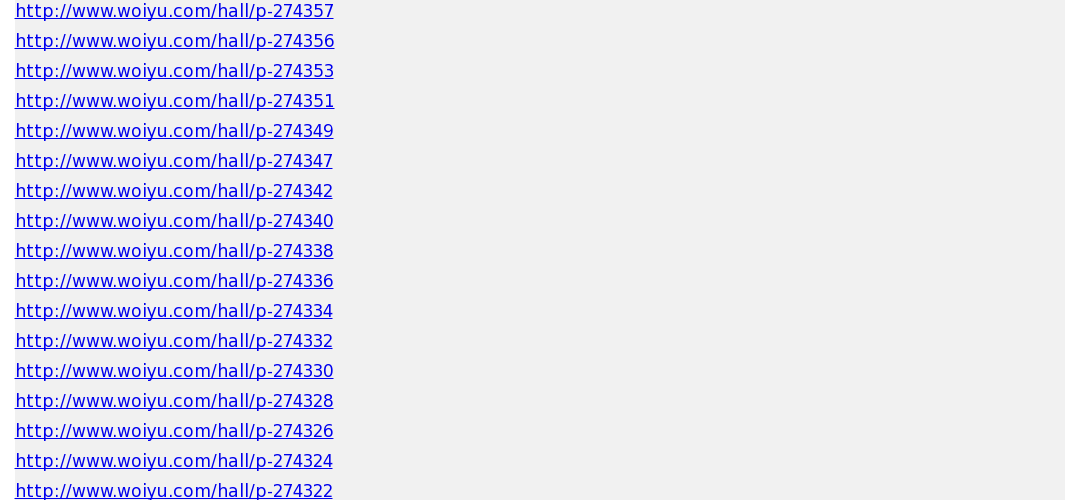 http://www.woiyu.com/hall/p-274357
http://www.woiyu.com/hall/p-274356
http://www.woiyu.com/hall/p-274353
http://www.woiyu.com/hall/p-274351
http://www.woiyu.com/hall/p-274349
http://www.woiyu.com/hall/p-274347
http://www.woiyu.com/hall/p-274342
http://www.woiyu.com/hall/p-274340
http://www.woiyu.com/hall/p-274338
http://www.woiyu.com/hall/p-274336
http://www.woiyu.com/hall/p-274334
http://www.woiyu.com/hall/p-274332
http://www.woiyu.com/hall/p-274330
http://www.woiyu.com/hall/p-274328
http://www.woiyu.com/hall/p-274326
http://www.woiyu.com/hall/p-274324
http://www.woiyu.com/hall/p-274322